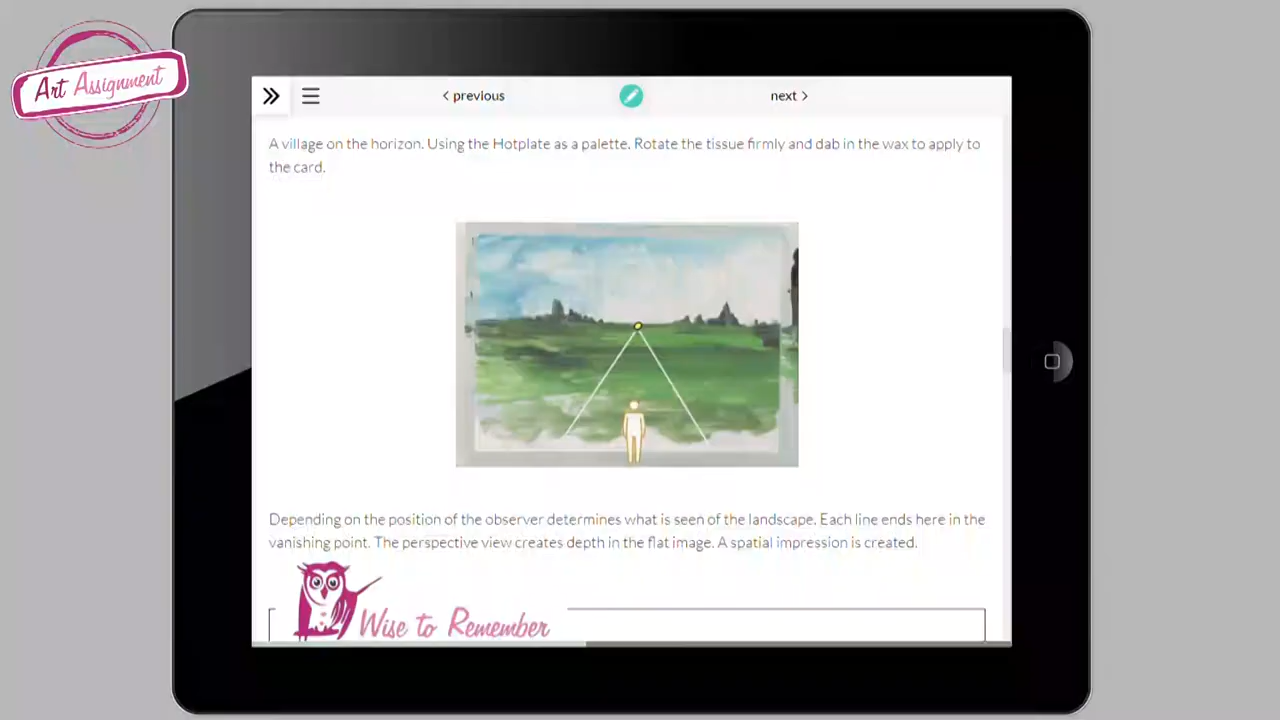 Art Assignment
previous
next
A village on the horizon. Using the Hotplate as a palette. Rotate the tissue firmly and dab in the wax to apply to
the card.
Depending on the position of the observer determines what is seen of the landscape. Each line ends here in the
vanishing point. The perspective view creates depth in the flat image. A spatial impression is created.
Wise to Remember